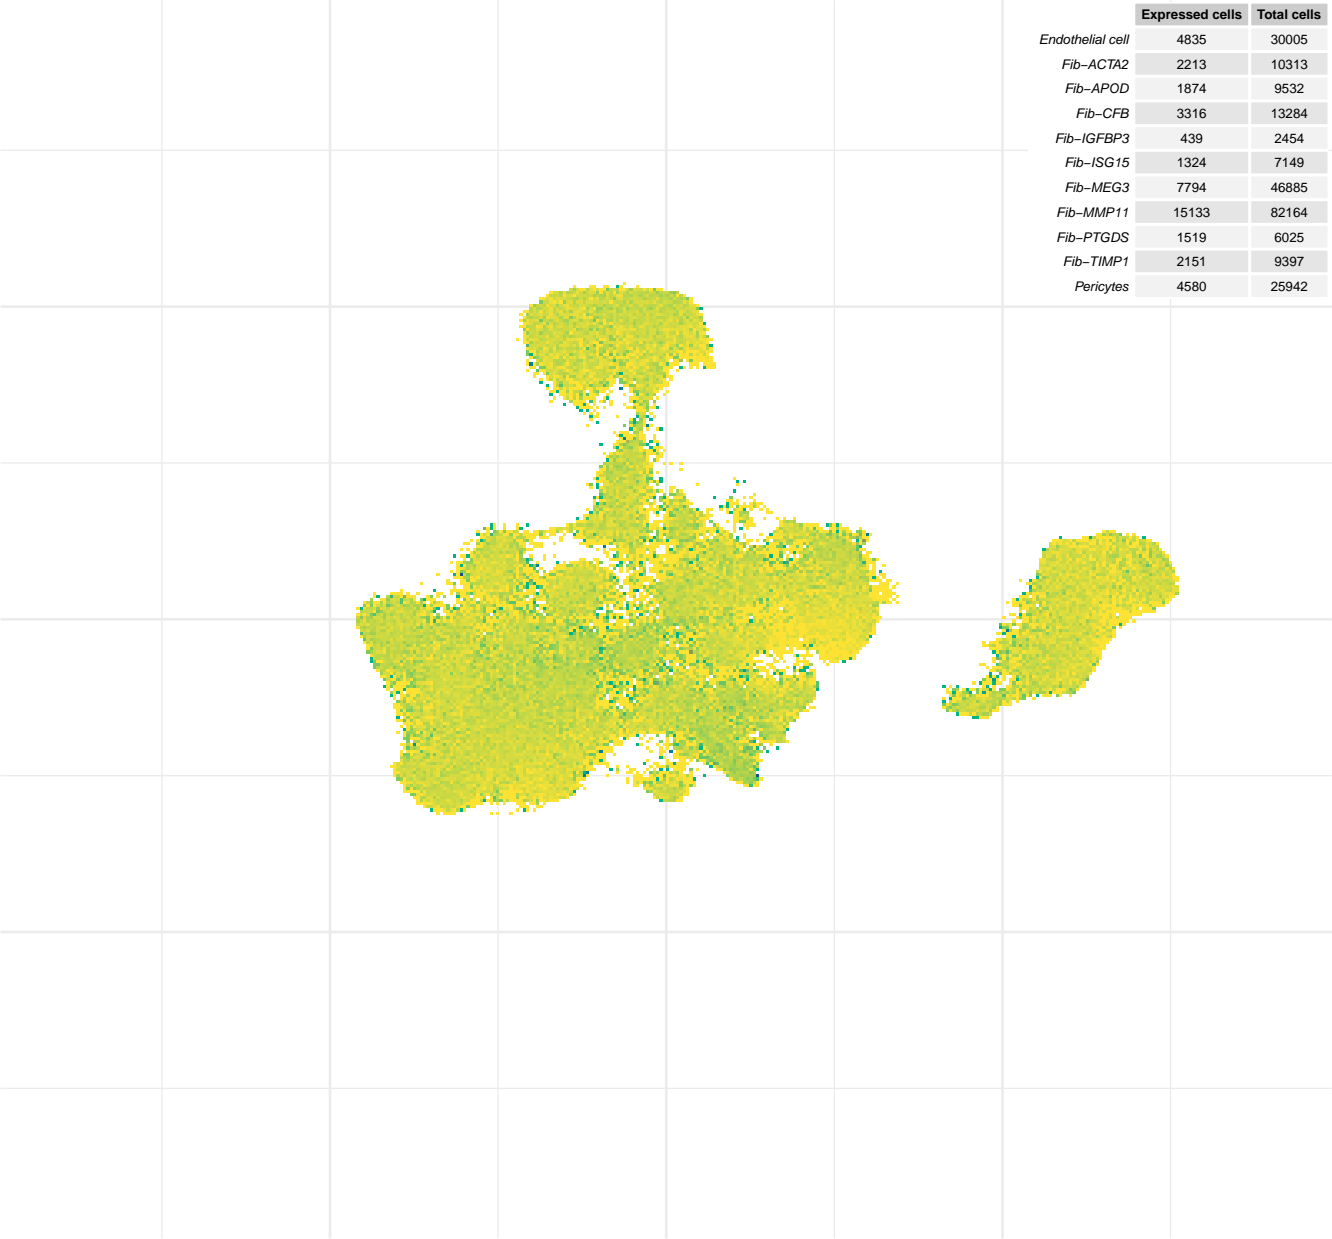 Expressed cells Total cells
Endothelial cell 4835 30005
Fib−ACTA2 2213 10313
Fib−APOD 1874 9532
Fib−CFB 3316 13284
Fib−IGFBP3 439 2454
Fib−ISG15 1324 7149
Fib−MEG3 7794 46885
Fib−MMP11 15133 82164
Fib−PTGDS 1519 6025
Fib−TIMP1 2151 9397
Pericytes 4580 25942